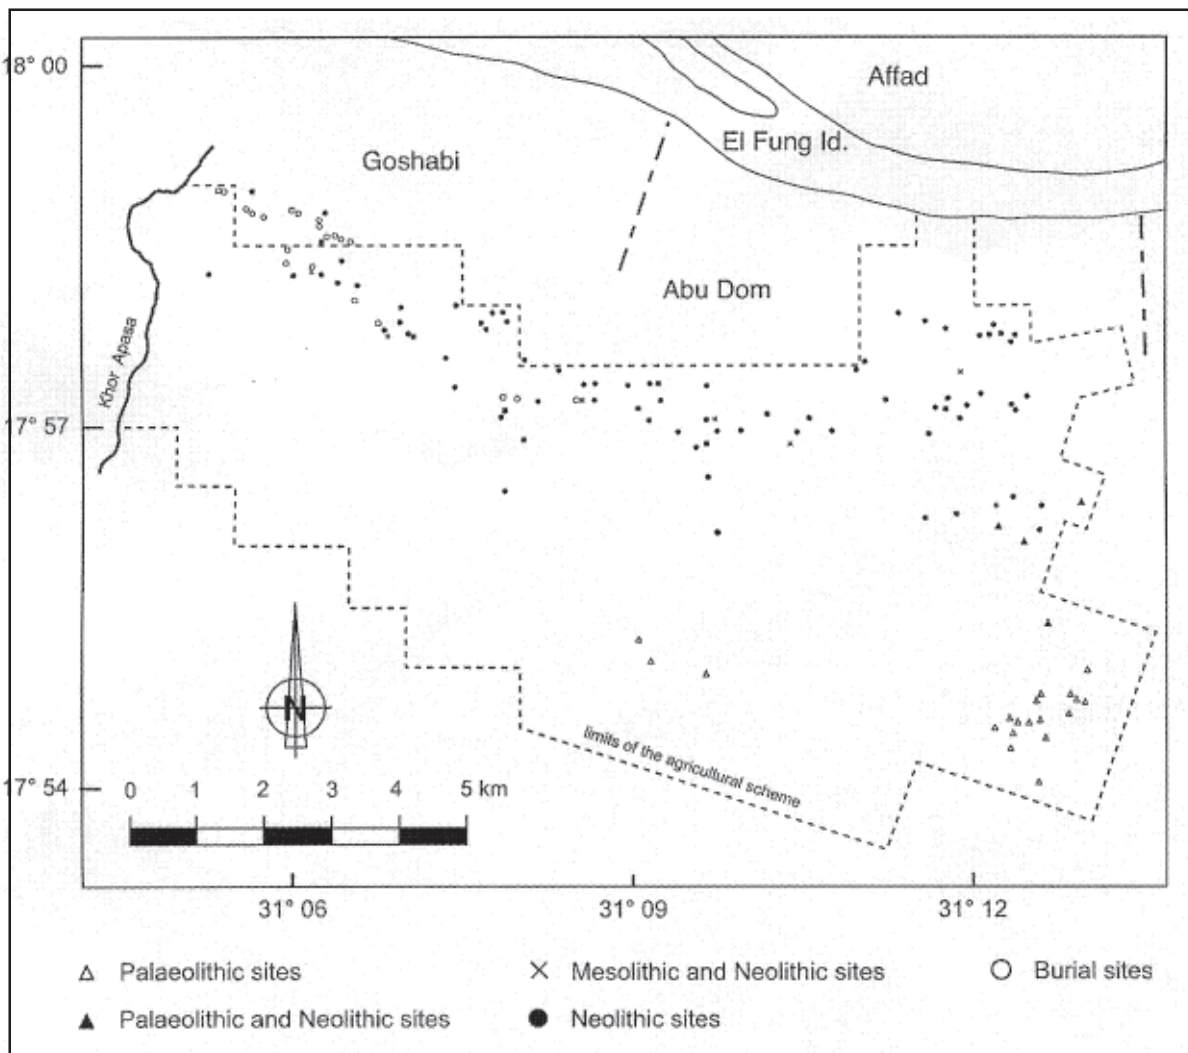 18° 00
Affad
El Fung Id.
Goshabi
Abu Dom
Khor Apasa
17° 57
N
limits of the agricultural scheme
17° 54
0 1 2 3 4 5 km
31° 06 31° 09 31° 12
Palaeolithic sites
Mesolithic and Neolithic sites
Burial sites
Palaeolithic and Neolithic sites
Neolithic sites